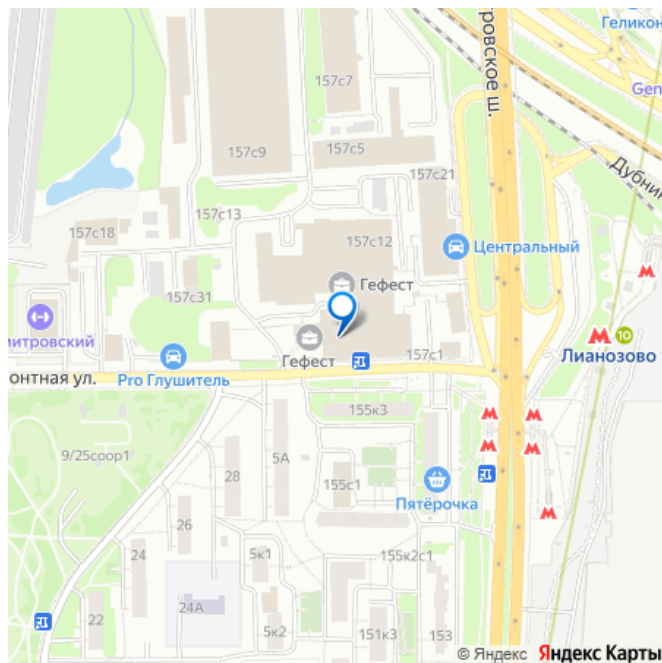 Геликон
Gen
157с7
ровское ш.
157с9
157с5
157с21
Дубнин
157с13
157с18
157с12
Центральный
Гефест
157с31
митровский
Гефест
157с1
10
Лианозово
онтная ул.
Pro Глушитель
155к3
9/25соор1
5А
28
155с1
Пятёрочка
26
24
5к1
155к2с1
24А
22
5к2
151к3
153
© Яндекс Яндекс Карты